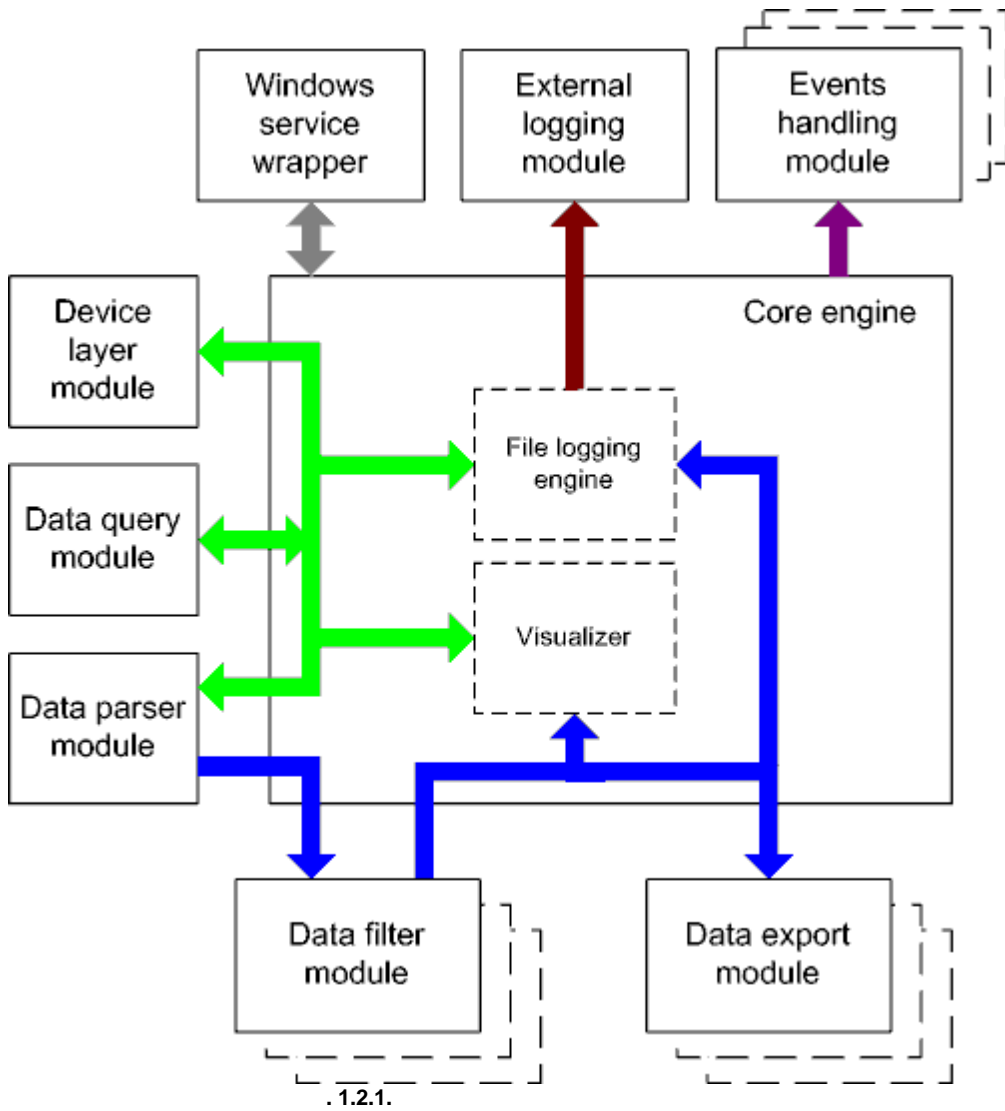 Windows
service
wrapper
External
logging
module
Events
handling
module
Device
layer
module
Core engine
File logging
engine
Data query
module
Visualizer
Data parser
module
Data filter
module
Data export
module
. 1.2.1.